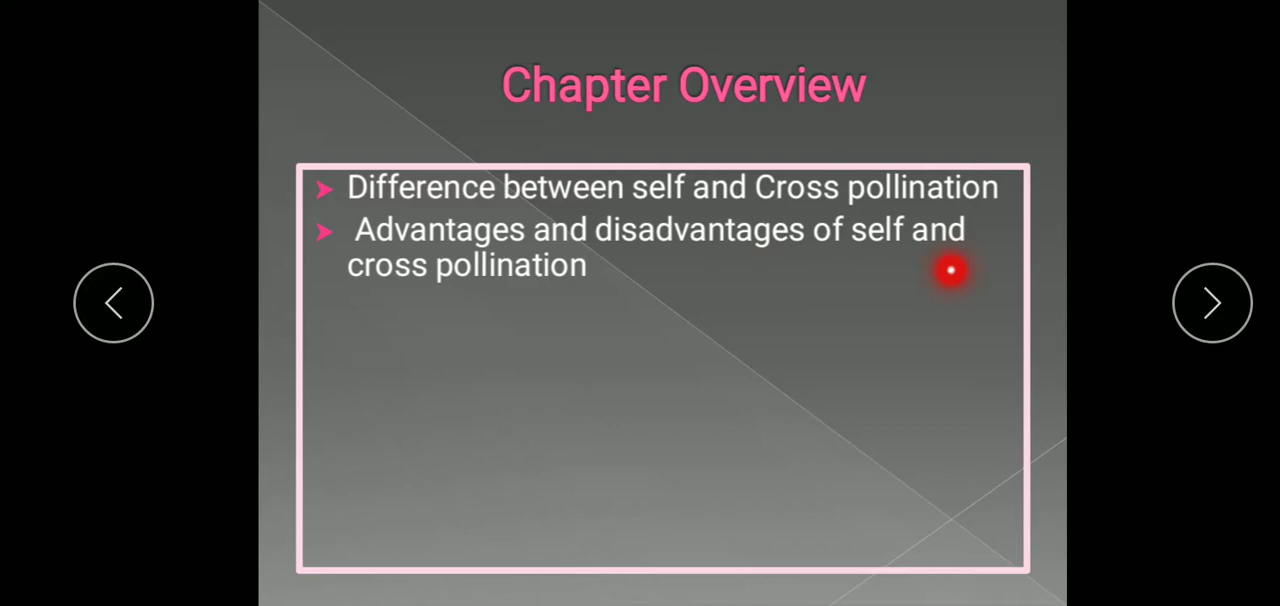 Chapter Overview
Difference between self and Cross pollination
Advantages and disadvantages of self and
cross pollination